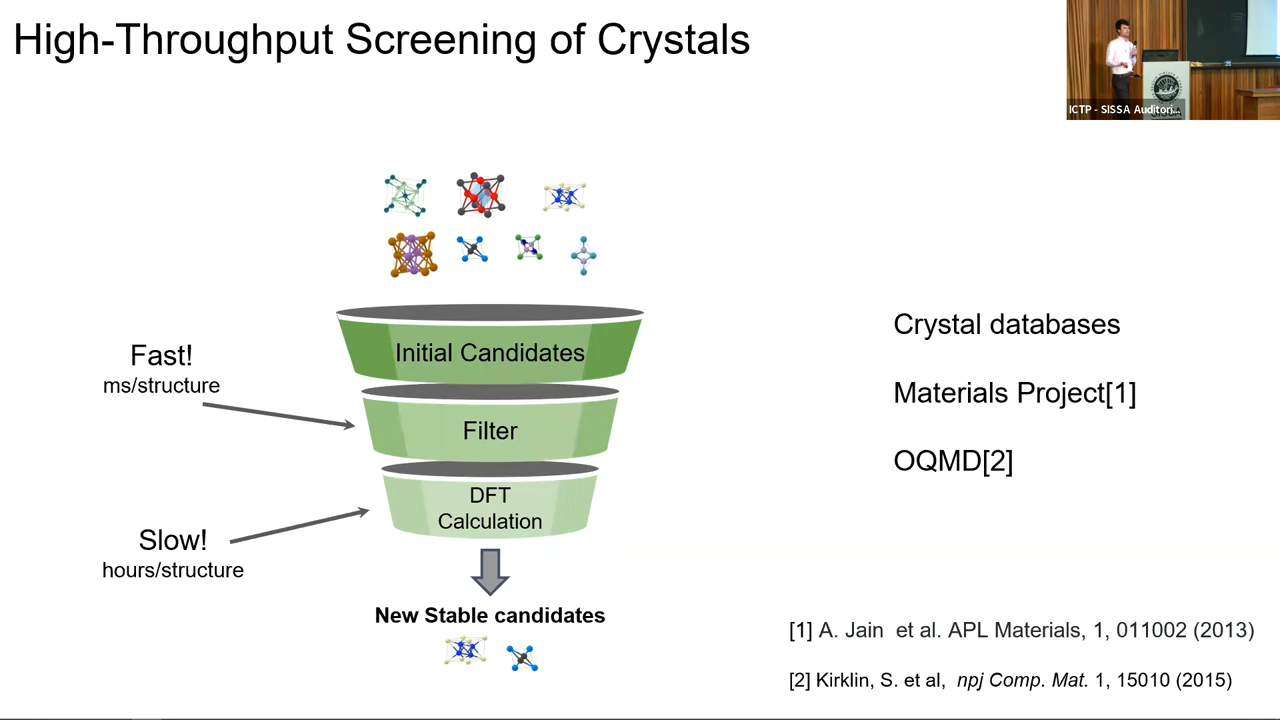 High-Throughput Screening of Crystals
ICTP - SISSA Auditori...
Initial Candidates
Fast!
ms/structure
Filter
DFT
Calculation
Slow!
hours/structure
New Stable candidates
Crystal databases
Materials Project[1]
OQMD[2]
[1] A. Jain et al. APL Materials, 1, 011002 (2013)
[2] Kirklin, S. et al, npj Comp. Mat. 1, 15010 (2015)